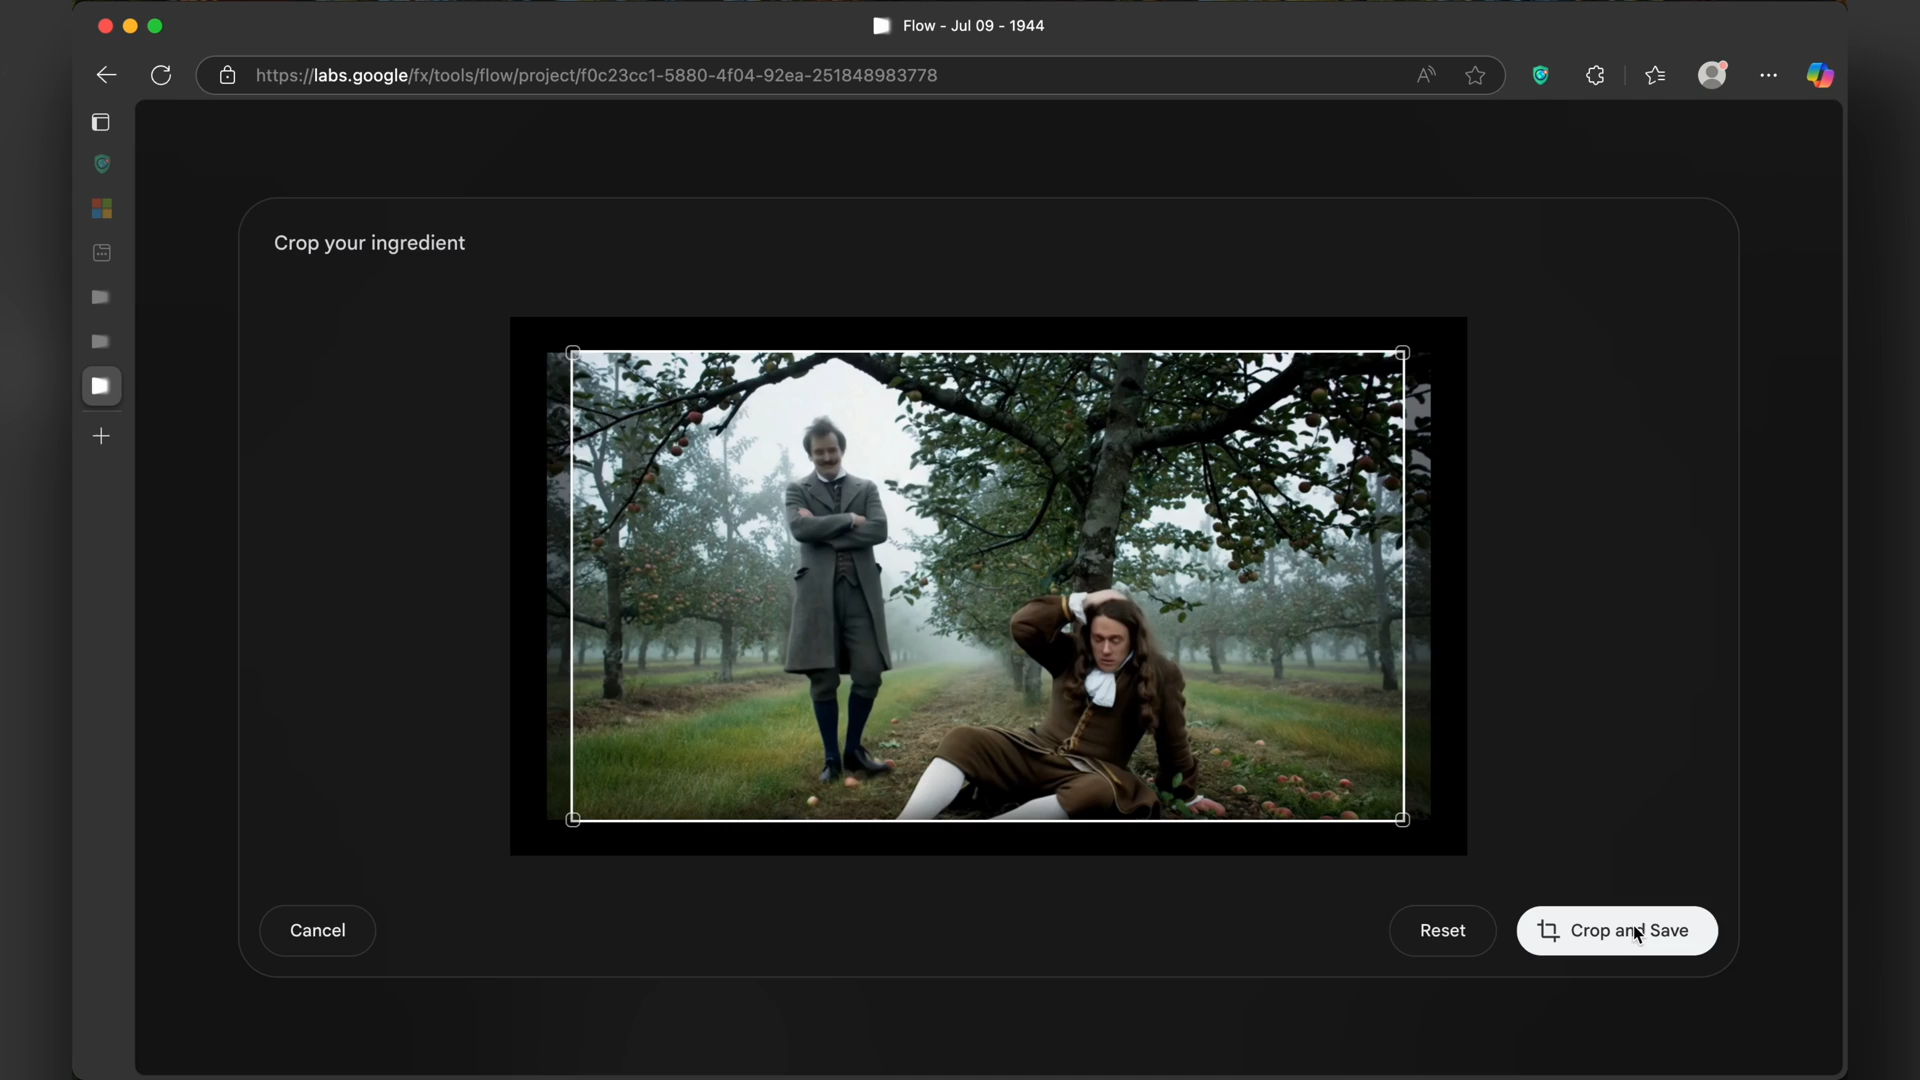 Flow - Jul 09 - 1944
https://labs.google/fx/tools/flow/project/f0c23cc1-5880-4f04-92ea-251848983778
Crop your ingredient
Cancel
Reset
Crop and Save